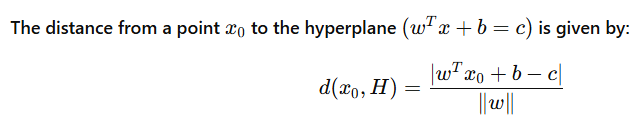 The distance from a point x₀ to the hyperplane (wᵀx + b = c) is given by:
d(x₀, H) = |wᵀx₀ + b − c| / ||w||